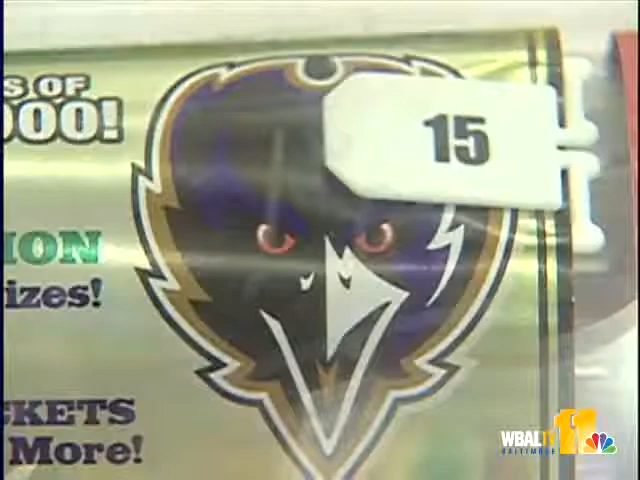 S OF
000!
15
ION
izes!
KETS
More!
WBAL TV 11
BALTIMORE